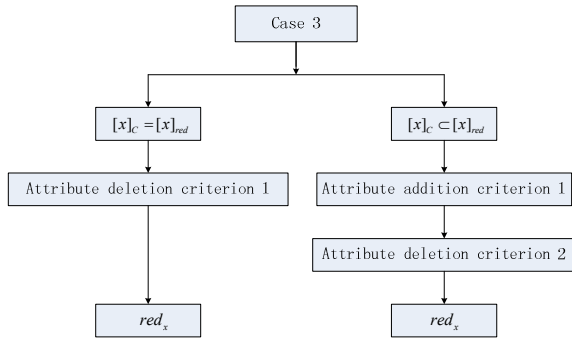 Case 3
[x]_C = [x]_red
[x]_C ⊂ [x]_red
Attribute deletion criterion 1
Attribute addition criterion 1
Attribute deletion criterion 2
red_x
red_x